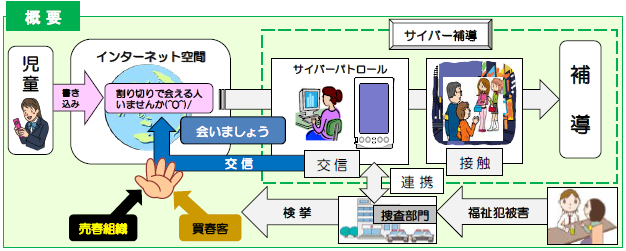 概要
サイバー補導
児童
書き
込み
インターネット空間
割り切りで会える人
いませんか(^O^)/
会いましょう
サイバーパトロール
補導
交信
交信
接触
連携
売春組織
買春客
検挙
捜査部門
福祉犯被害